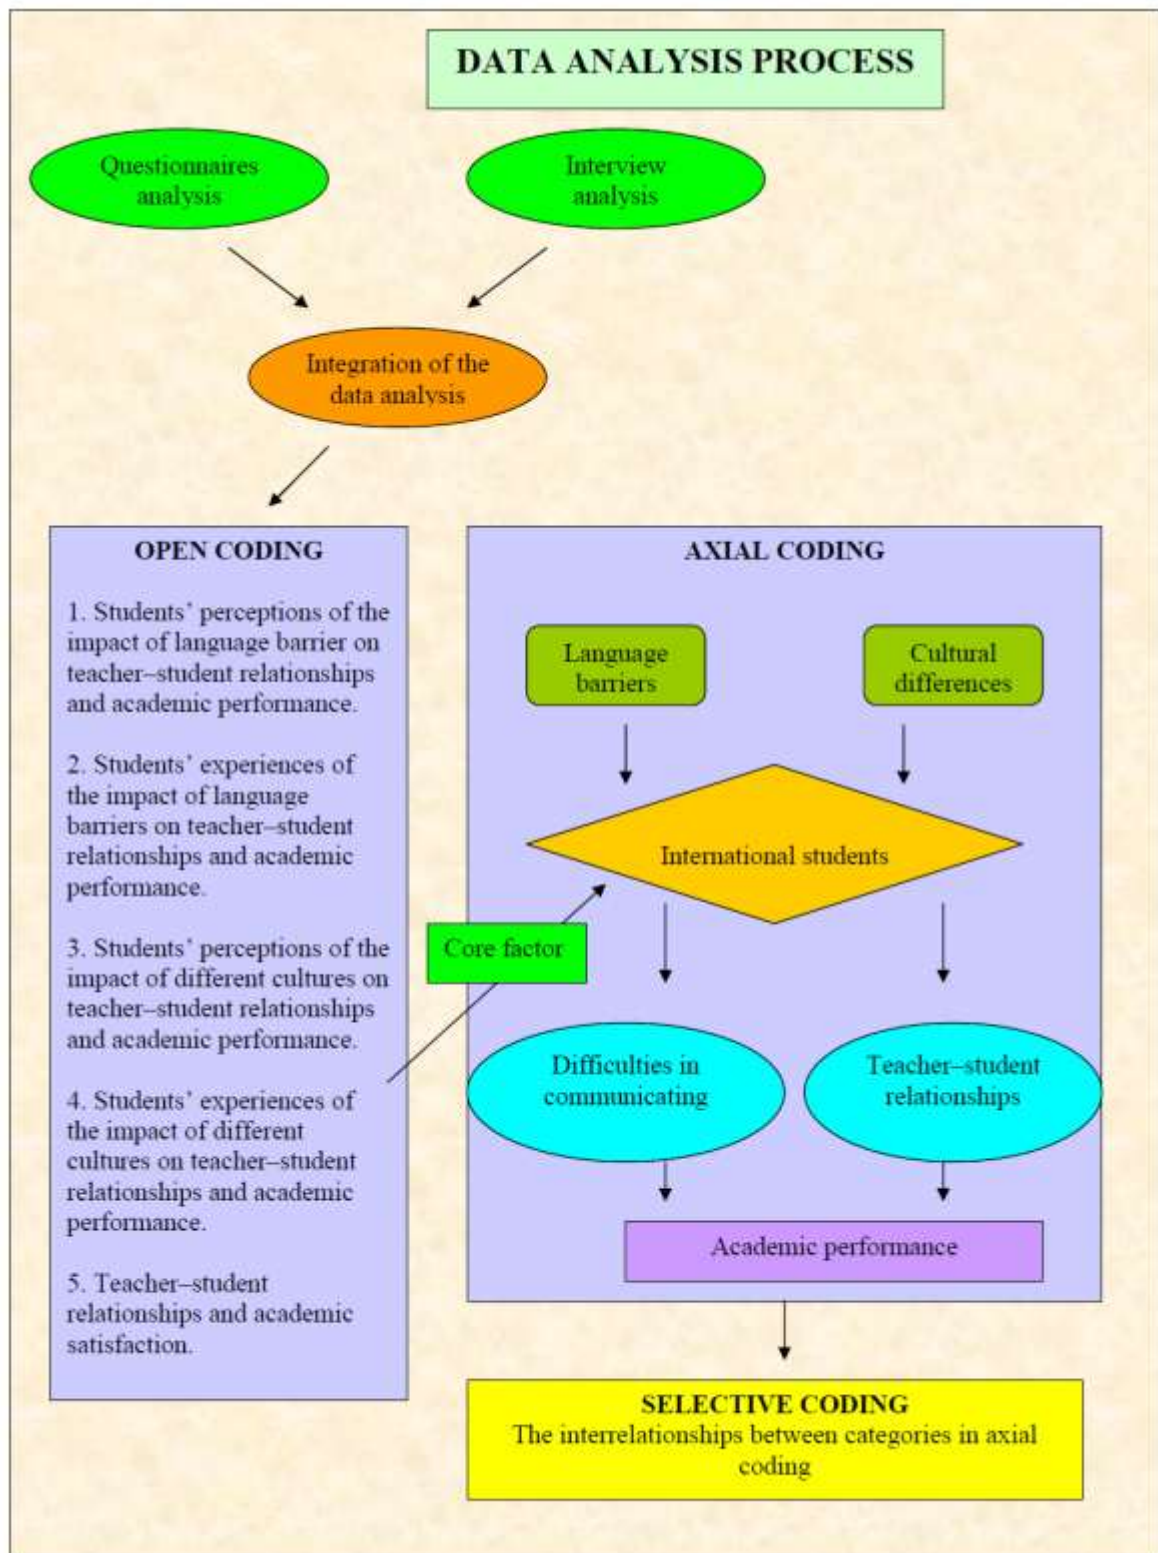 DATA ANALYSIS PROCESS
Questionnaires
analysis
Interview
analysis
Integration of the
data analysis
OPEN CODING
1. Students’ perceptions of the
impact of language barrier on
teacher–student relationships
and academic performance.
2. Students’ experiences of
the impact of language
barriers on teacher–student
relationships and academic
performance.
3. Students’ perceptions of the
impact of different cultures on
teacher–student relationships
and academic performance.
4. Students’ experiences of
the impact of different
cultures on teacher–student
relationships and academic
performance.
5. Teacher–student
relationships and academic
satisfaction.
Core factor
AXIAL CODING
Language
barriers
Cultural
differences
International students
Difficulties in
communicating
Teacher–student
relationships
Academic performance
SELECTIVE CODING
The interrelationships between categories in axial
coding